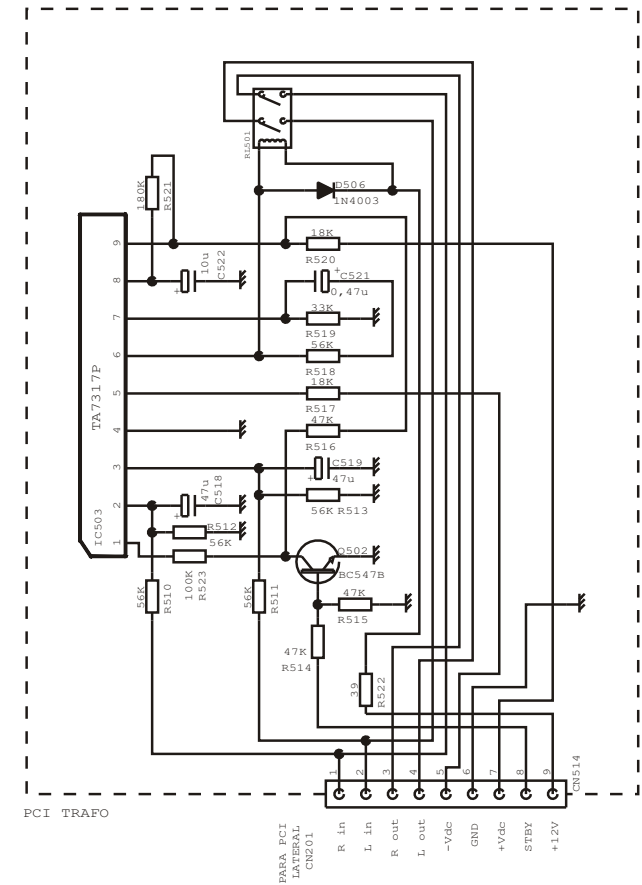 RL501
D506
1N4003
180K
R521
10u
C522
+
18K
R520
+
C521
0,47u
33K
R519
56K
R518
18K
R517
47K
R516
TA7317P
IC503
9
8
7
6
5
4
3
2
1
C519
+
47u
47u
C518
+
56K R513
R512
56K
100K
R523
56K
R510
56K
R511
Q502
BC547B
47K
R515
47K
R514
39
R522
1
2
3
4
5
6
7
8
9
CN514
PCI TRAFO
PARA PCI
LATERAL
CN201
R in
L in
R out
L out
-Vdc
GND
+Vdc
STBY
+12V